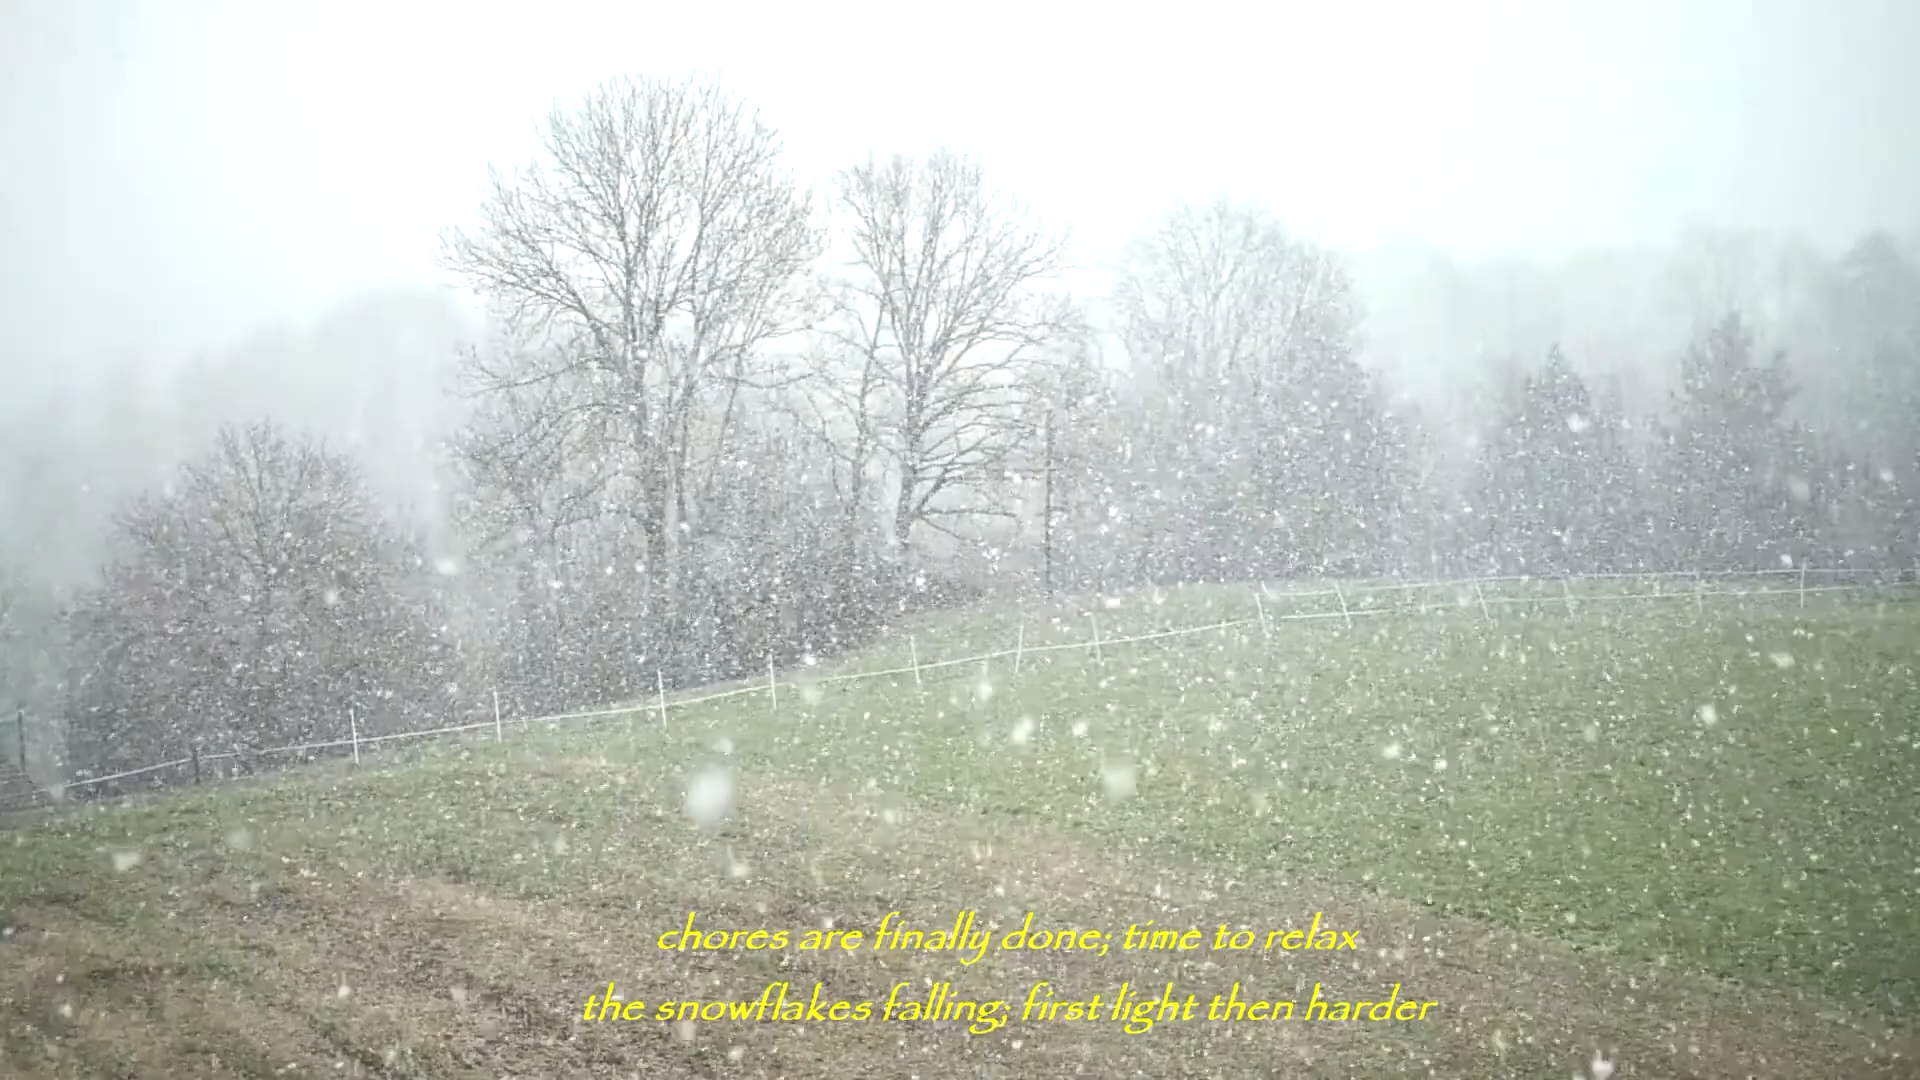 chores are finally done; time to relax
the snowflakes falling; first light then harder